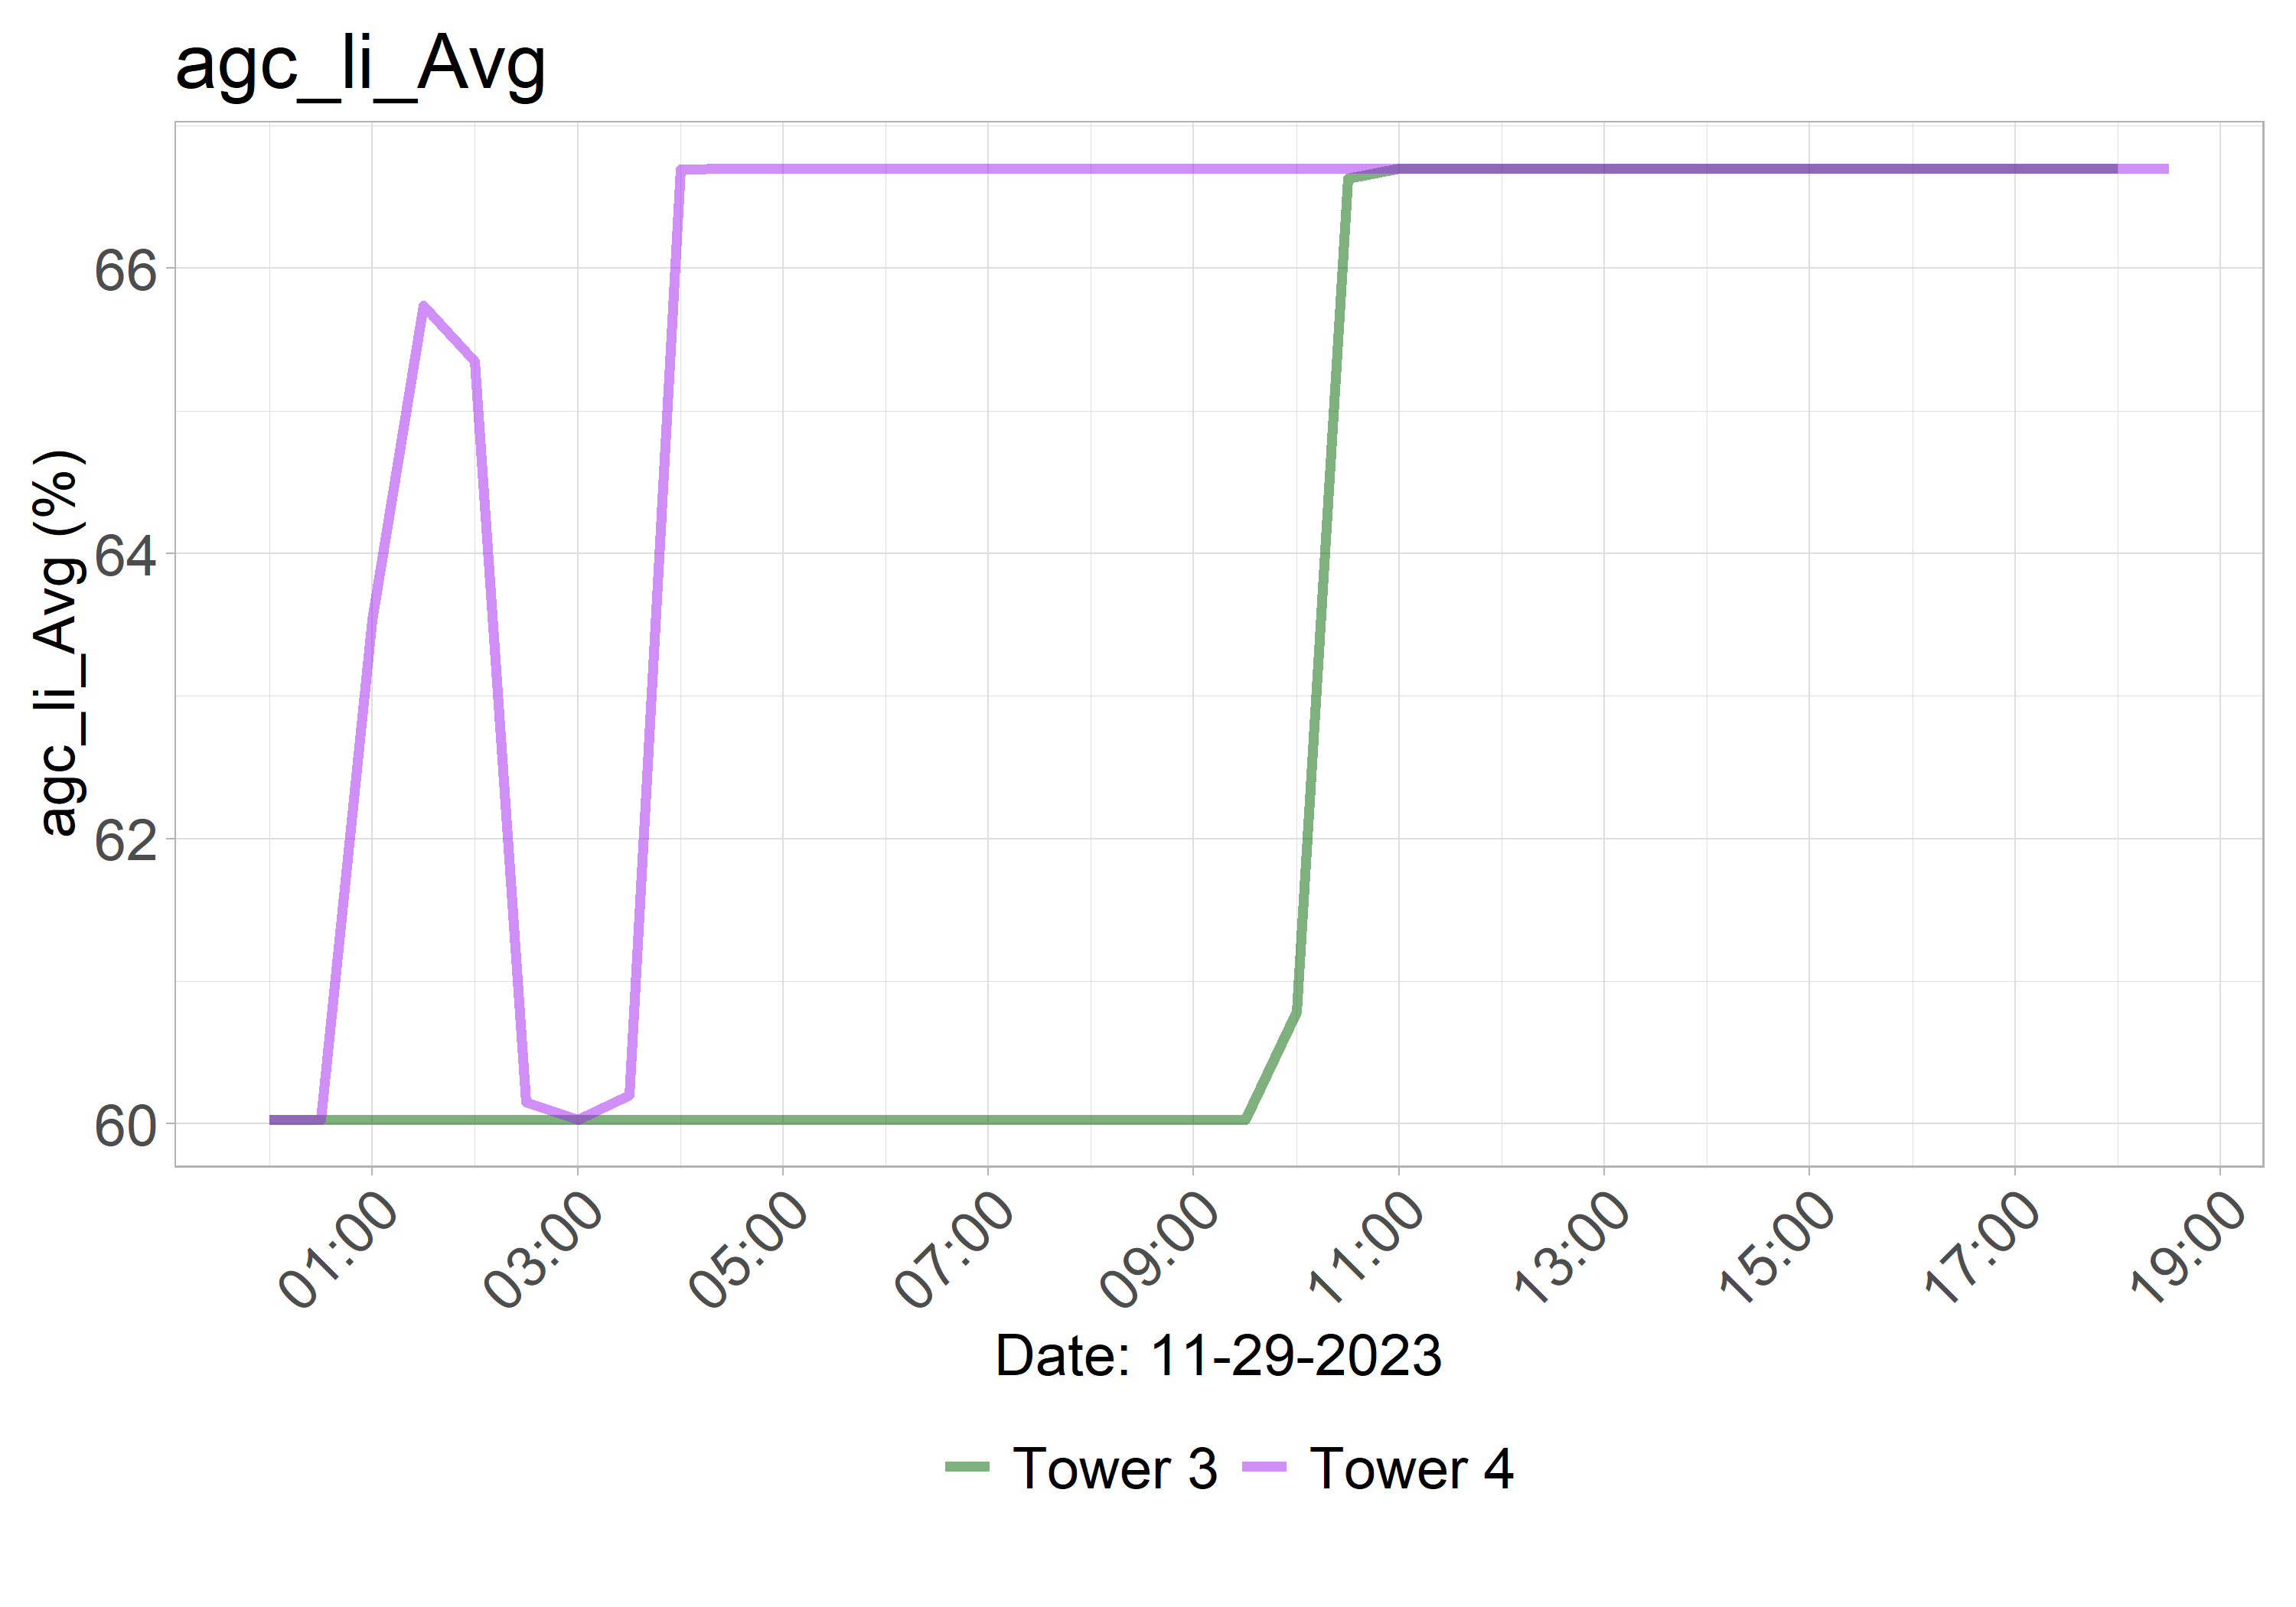 agc_li_Avg
agc_li_Avg (%)
66
64
62
60
01:00 03:00 05:00 07:00 09:00 11:00 13:00 15:00 17:00 19:00
Date: 11-29-2023
Tower 3 Tower 4